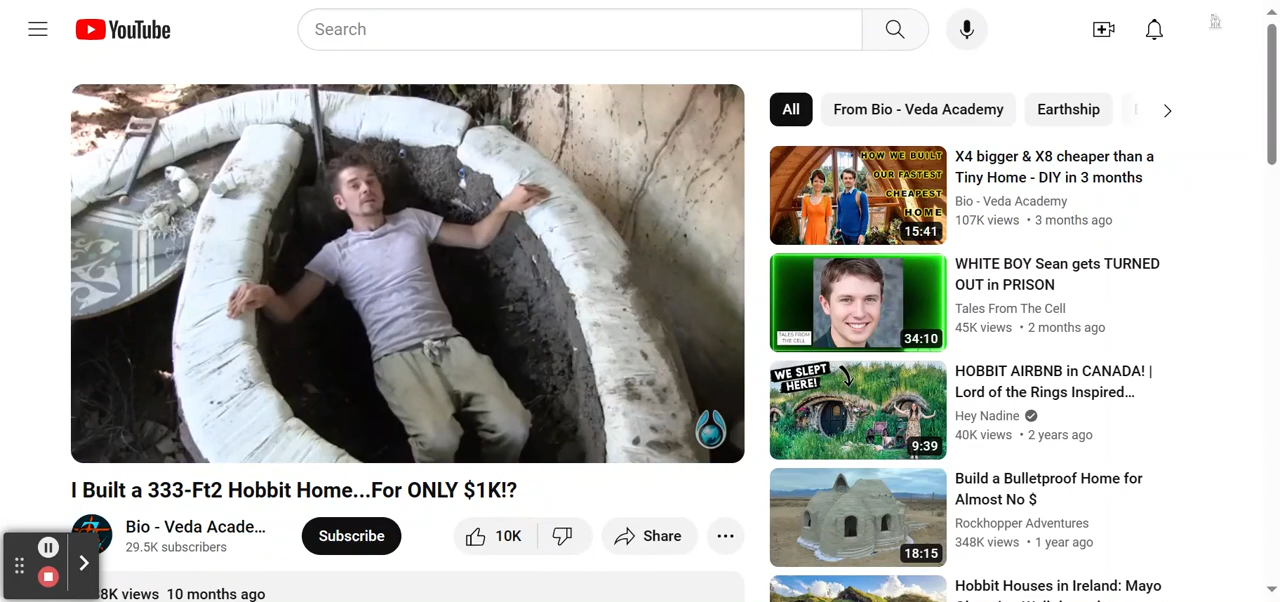 YouTube
Search
All
From Bio - Veda Academy
Earthship
HOW WE BUILT
OUR FASTEST
CHEAPEST
HOME
15:41
X4 bigger & X8 cheaper than a
Tiny Home - DIY in 3 months
Bio - Veda Academy
107K views • 3 months ago
TALES FROM
THE CELL
34:10
WHITE BOY Sean gets TURNED
OUT in PRISON
Tales From The Cell
45K views • 2 months ago
WE SLEPT
HERE!
9:39
HOBBIT AIRBNB in CANADA! |
Lord of the Rings Inspired…
Hey Nadine
40K views • 2 years ago
18:15
Build a Bulletproof Home for
Almost No $
Rockhopper Adventures
348K views • 1 year ago
Hobbit Houses in Ireland: Mayo
I Built a 333-Ft2 Hobbit Home...For ONLY $1K!?
Bio - Veda Acade...
29.5K subscribers
Subscribe
10K
Share
8K views 10 months ago